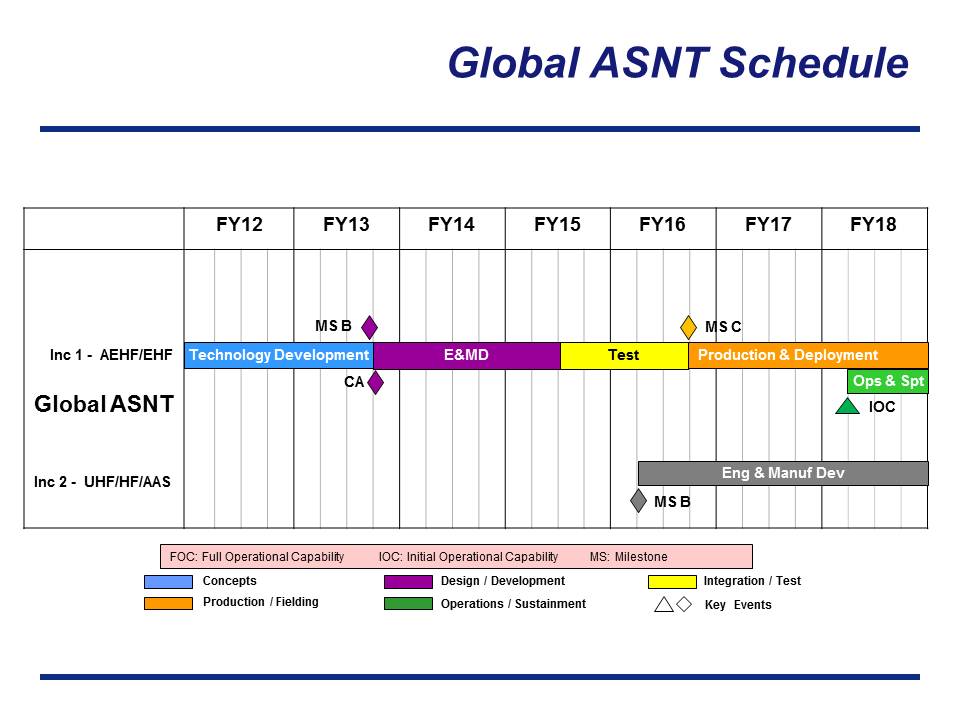 Global ASNT Schedule
FY12 FY13 FY14 FY15 FY16 FY17 FY18
MS B MS C
Inc 1 - AEHF/EHF Technology Development E&MD Test Production & Deployment
CA Ops & Spt
Global ASNT IOC
Eng & Manuf Dev
Inc 2 - UHF/HF/AAS
MS B
FOC: Full Operational Capability IOC: Initial Operational Capability MS: Milestone
Concepts Design / Development Integration / Test
Production / Fielding Operations / Sustainment Key Events